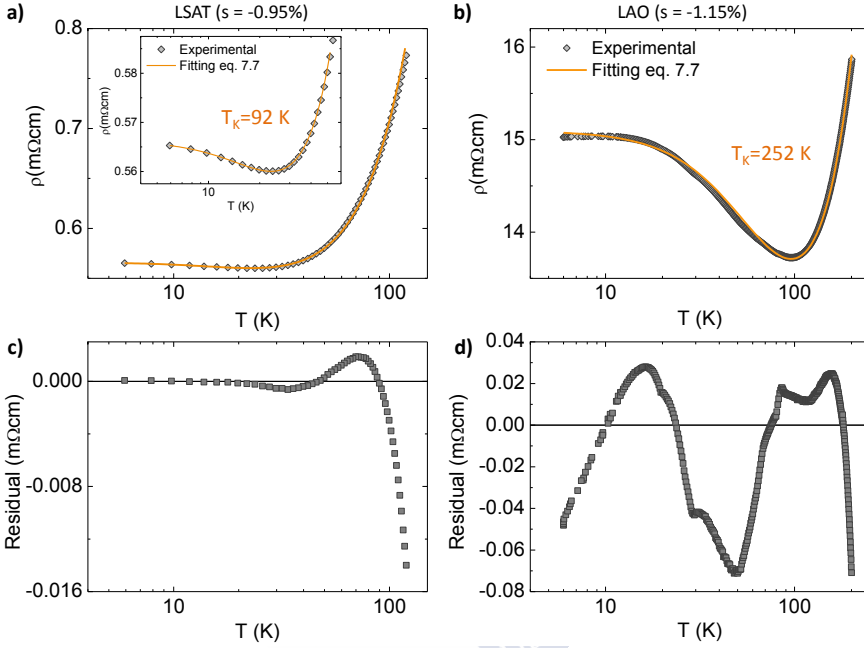 LSAT (s = -0.95%)
LAO (s = -1.15%)
a)
0.8
0.7
0.6
ρ(mΩcm)
10
100
T (K)
Experimental
Fitting eq. 7.7
T_K=92 K
0.58
0.57
0.56
ρ(mΩcm)
10
T (K)
b)
16
15
14
ρ(mΩcm)
10
100
T (K)
Experimental
Fitting eq. 7.7
T_K=252 K
c)
0.000
-0.008
-0.016
Residual (mΩcm)
10
100
T (K)
d)
0.04
0.02
0.00
-0.02
-0.04
-0.06
-0.08
Residual (mΩcm)
10
100
T (K)